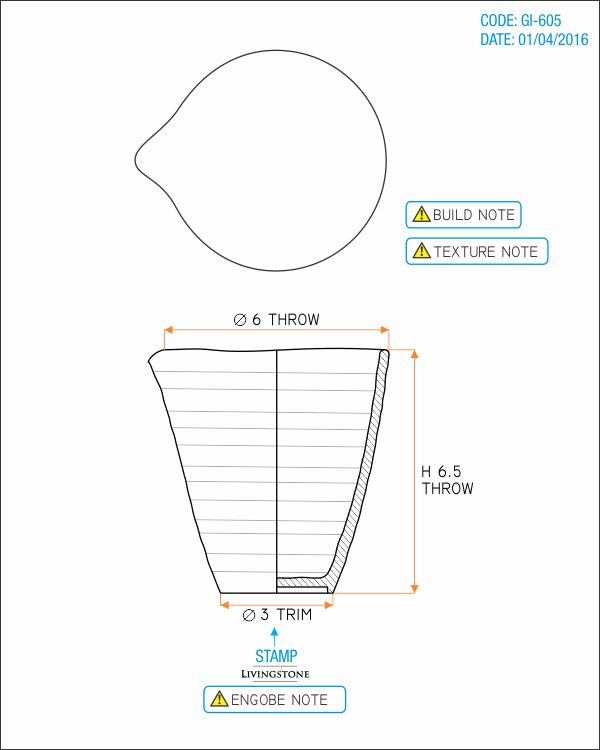 CODE: GI-605
DATE: 01/04/2016
BUILD NOTE
TEXTURE NOTE
Ø 6 THROW
H 6.5
THROW
Ø 3 TRIM
STAMP
LIVINGSTONE
ENGOBE NOTE